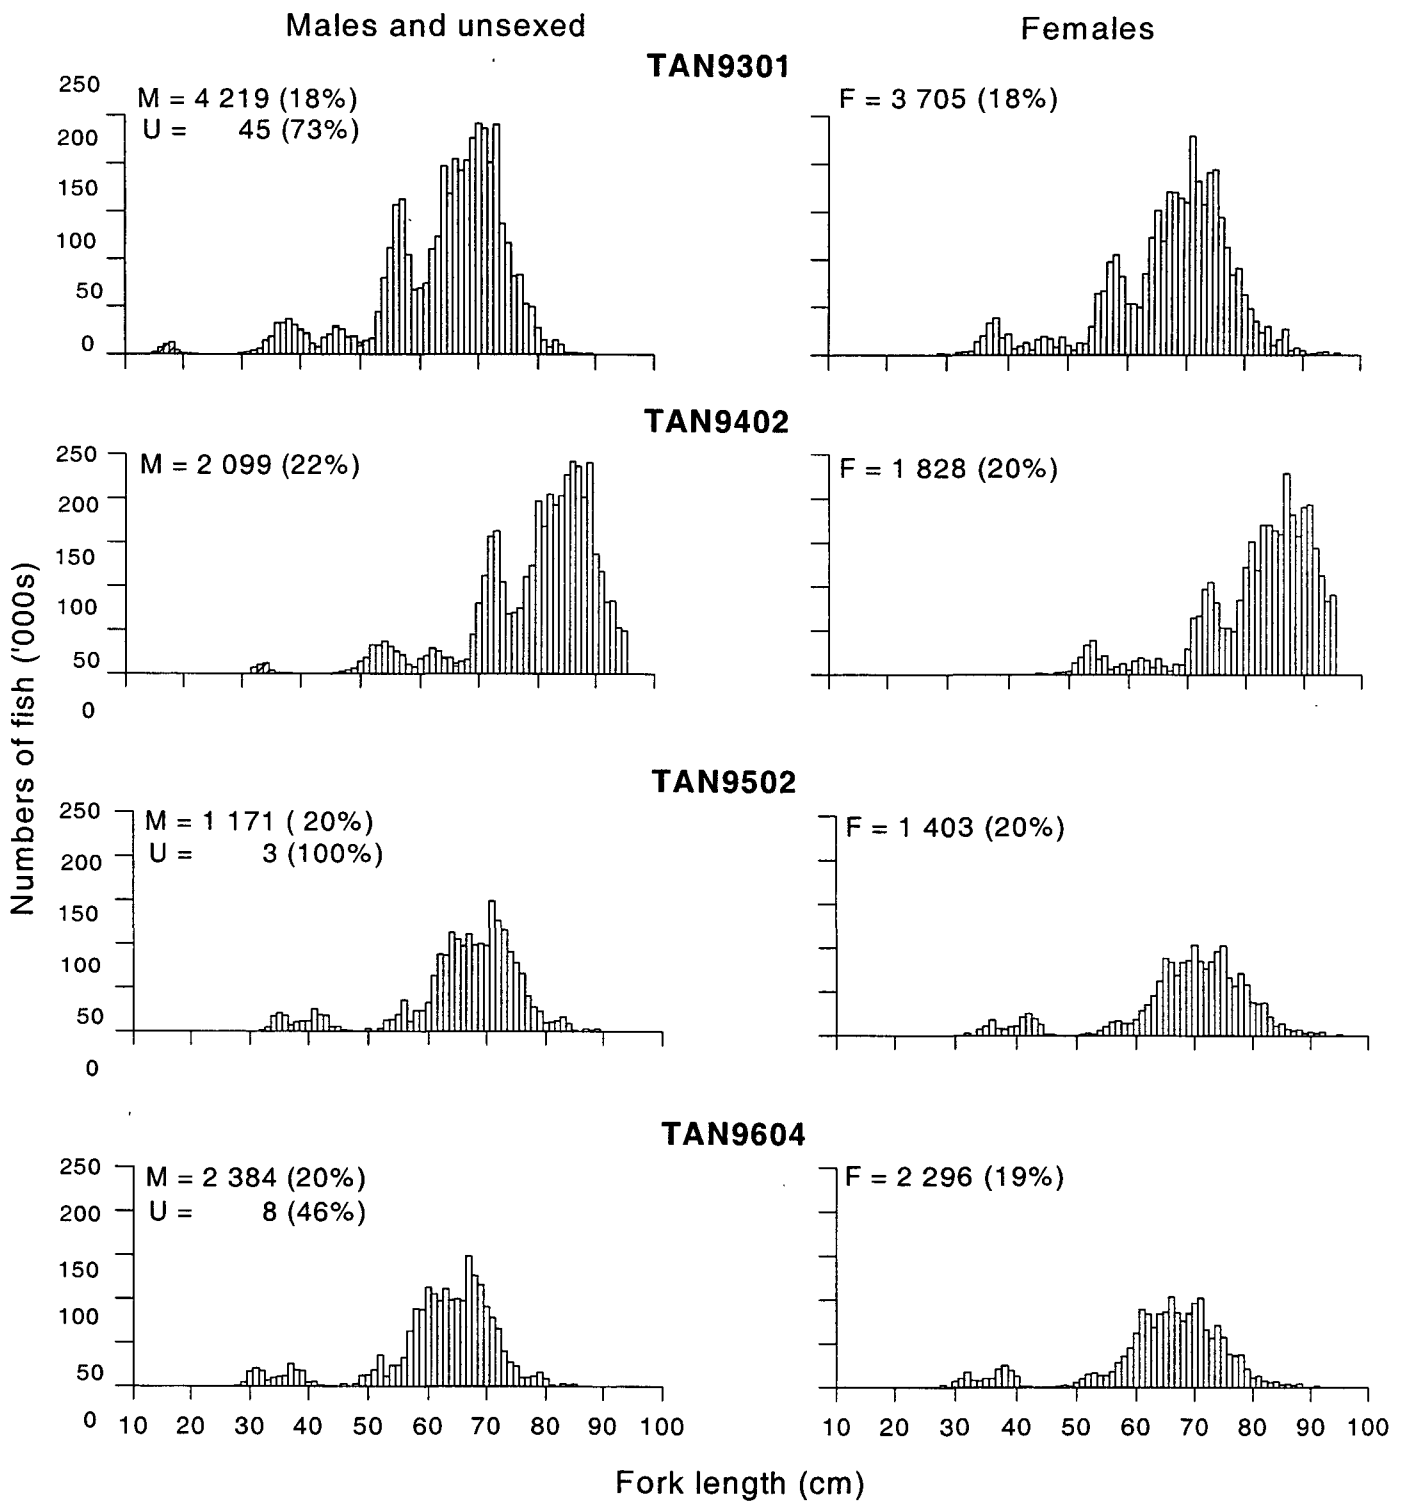 Males and unsexed
Females
TAN9301
M = 4 219 (18%)
U = 45 (73%)
F = 3 705 (18%)
250
200
150
100
50
0
TAN9402
M = 2 099 (22%)
F = 1 828 (20%)
250
200
150
100
50
0
Numbers of fish ('000s)
TAN9502
M = 1 171 ( 20%)
U = 3 (100%)
F = 1 403 (20%)
250
200
150
100
50
0
TAN9604
M = 2 384 (20%)
U = 8 (46%)
F = 2 296 (19%)
250
200
150
100
50
0
10 20 30 40 50 60 70 80 90 100
10 20 30 40 50 60 70 80 90 100
Fork length (cm)